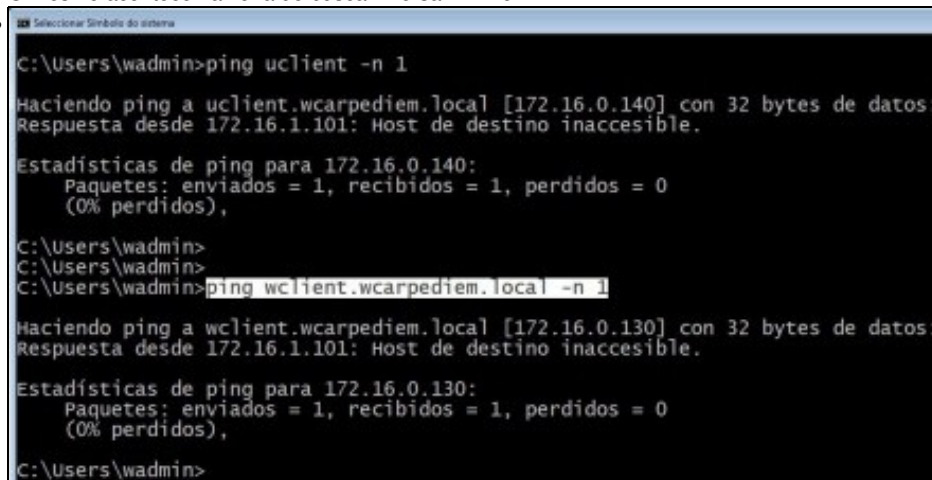 Seleccionar Símbolo do sistema
C:\Users\wadmin>ping uclient -n 1
Haciendo ping a uclient.wcarpediem.local [172.16.0.140] con 32 bytes de datos:
Respuesta desde 172.16.1.101: Host de destino inaccesible.
Estadísticas de ping para 172.16.0.140:
Paquetes: enviados = 1, recibidos = 1, perdidos = 0
(0% perdidos),
C:\Users\wadmin>
C:\Users\wadmin>
C:\Users\wadmin>ping wclient.wcarpediem.local -n 1
Haciendo ping a wclient.wcarpediem.local [172.16.0.130] con 32 bytes de datos:
Respuesta desde 172.16.1.101: Host de destino inaccesible.
Estadísticas de ping para 172.16.0.130:
Paquetes: enviados = 1, recibidos = 1, perdidos = 0
(0% perdidos),
C:\Users\wadmin>